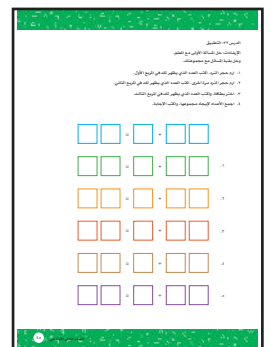 الدرس ٣٩: التطبيق
الإرشادات: حل المسألة الأولى مع المعلم.
وحل بقية المسائل مع مجموعتك.
١. ارم حجر النرد. اكتب العدد الذي يظهر لك في المربع الأول.
٢. ارم حجر النرد مرة أخرى. اكتب العدد الذي يظهر لك في المربع الثاني.
٣. اختر بطاقة، واكتب العدد الذي يظهر لك في المربع الثالث.
٤. اجمع الأعداد لإيجاد مجموعها، واكتب الإجابة.
= +
.١ = +
.٢ = +
.٣ = +
.٤ = +
.٥ = +